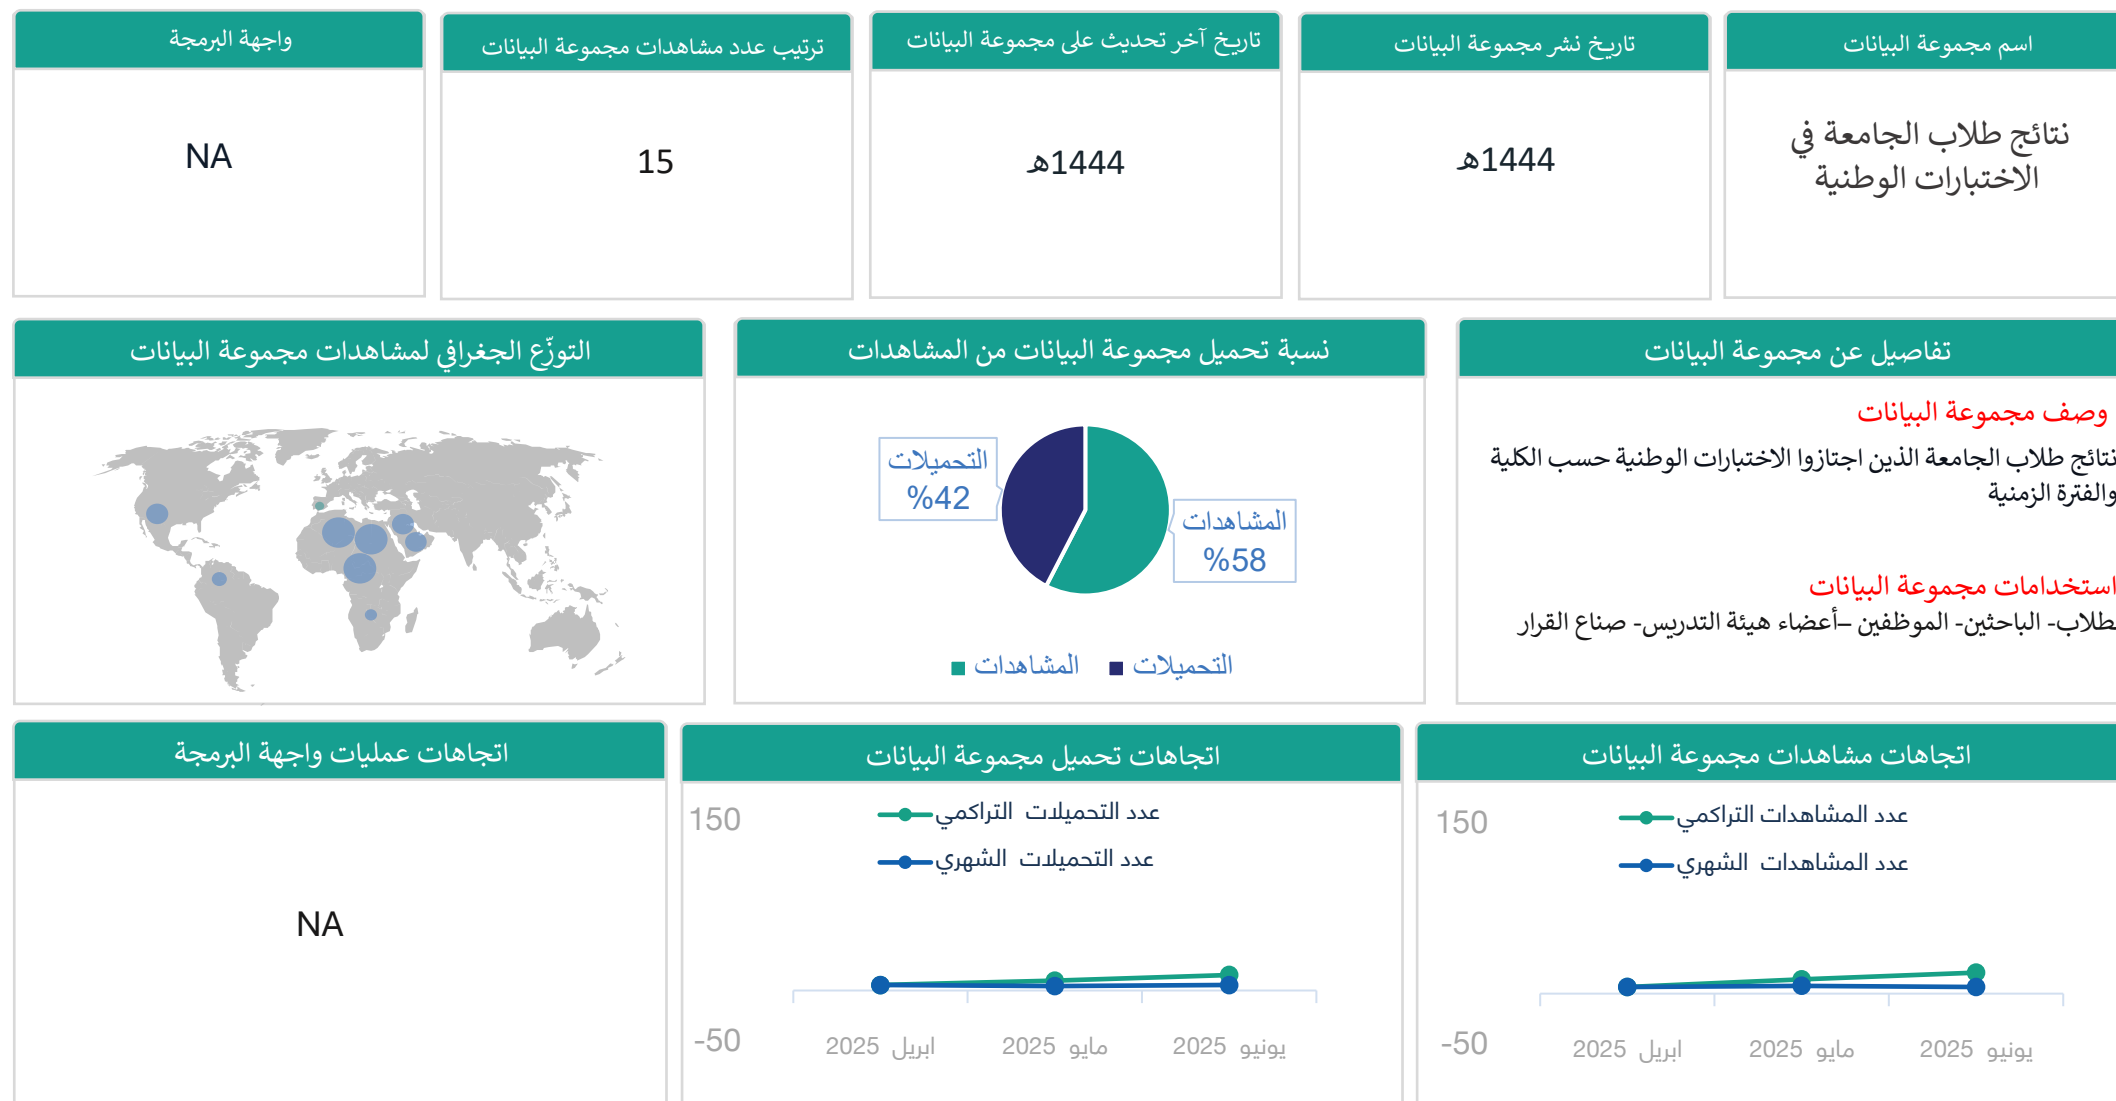 اسم مجموعة البيانات
نتائج طلاب الجامعة في
الاختبارات الوطنية
تاريخ نشر مجموعة البيانات
1444هـ
تاريخ آخر تحديث على مجموعة البيانات
1444هـ
ترتيب عدد مشاهدات مجموعة البيانات
15
واجهة البرمجة
NA
تفاصيل عن مجموعة البيانات
وصف مجموعة البيانات
نتائج طلاب الجامعة الذين اجتازوا الاختبارات الوطنية حسب الكلية
والفترة الزمنية
استخدامات مجموعة البيانات
طلاب- الباحثين- الموظفين –أعضاء هيئة التدريس- صناع القرار
نسبة تحميل مجموعة البيانات من المشاهدات
التحميلات
%42
المشاهدات
%58
المشاهدات
التحميلات
التوزّع الجغرافي لمشاهدات مجموعة البيانات
اتجاهات مشاهدات مجموعة البيانات
150
عدد المشاهدات التراكمي
عدد المشاهدات الشهري
-50
ابريل 2025
مايو 2025
يونيو 2025
اتجاهات تحميل مجموعة البيانات
150
عدد التحميلات التراكمي
عدد التحميلات الشهري
-50
ابريل 2025
مايو 2025
يونيو 2025
اتجاهات عمليات واجهة البرمجة
NA